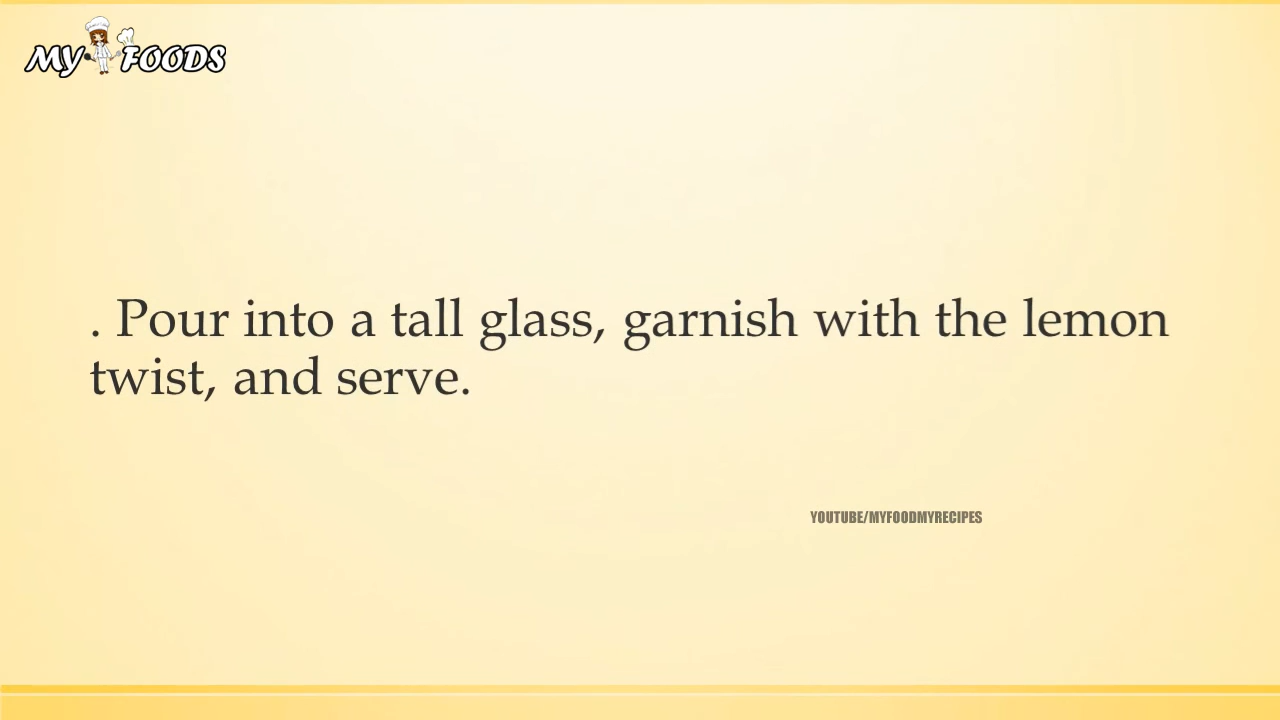 MY FOODS
. Pour into a tall glass, garnish with the lemon
twist, and serve.
YOUTUBE/MYFOODMYRECIPES